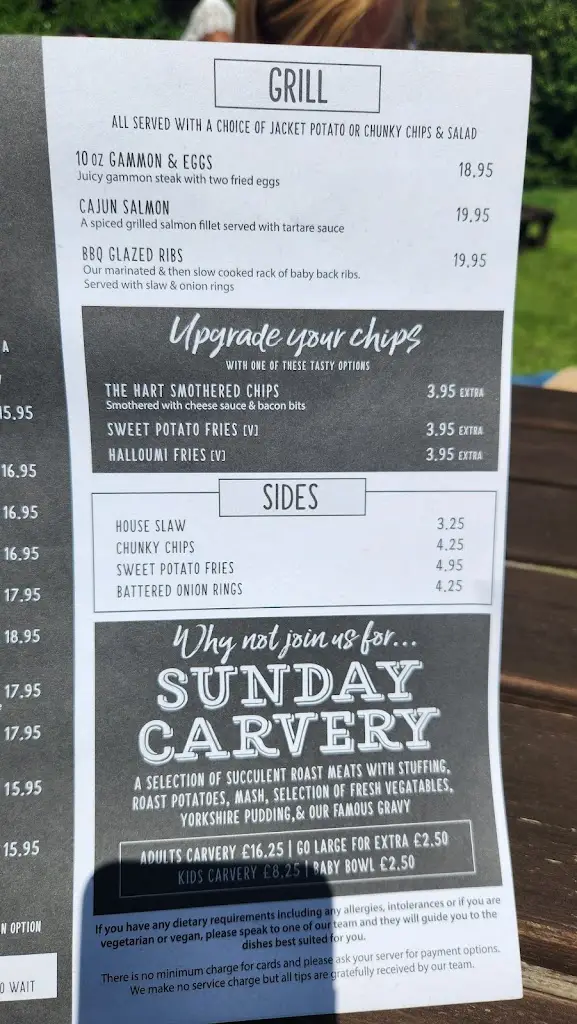 GRILL
ALL SERVED WITH A CHOICE OF JACKET POTATO OR CHUNKY CHIPS & SALAD
10 OZ GAMMON & EGGS 18.95
Juicy gammon steak with two fried eggs
CAJUN SALMON 19.95
A spiced grilled salmon fillet served with tartare sauce
BBQ GLAZED RIBS 19.95
Our marinated & then slow cooked rack of baby back ribs.
Served with slaw & onion rings
Upgrade your chips
WITH ONE OF THESE TASTY OPTIONS
THE HART SMOTHERED CHIPS 3.95 EXTRA
Smothered with cheese sauce & bacon bits
SWEET POTATO FRIES [V] 3.95 EXTRA
HALLOUMI FRIES [V] 3.95 EXTRA
SIDES
HOUSE SLAW 3.25
CHUNKY CHIPS 4.25
SWEET POTATO FRIES 4.95
BATTERED ONION RINGS 4.25
Why not join us for...
SUNDAY
CARVERY
A SELECTION OF SUCCULENT ROAST MEATS WITH STUFFING,
ROAST POTATOES, MASH, SELECTION OF FRESH VEGATABLES,
YORKSHIRE PUDDING,& OUR FAMOUS GRAVY
ADULTS CARVERY £16.25 | GO LARGE FOR EXTRA £2.50
KIDS CARVERY £8.25 | BABY BOWL £2.50
If you have any dietary requirements including any allergies, intolerances or if you are
vegetarian or vegan, please speak to one of our team and they will guide you to the
dishes best suited for you.
There is no minimum charge for cards and please ask your server for payment options.
We make no service charge but all tips are gratefully received by our team.
A
15.95
16.95
16.95
16.95
17.95
18.95
17.95
17.95
15.95
15.95
N OPTION
O WAIT